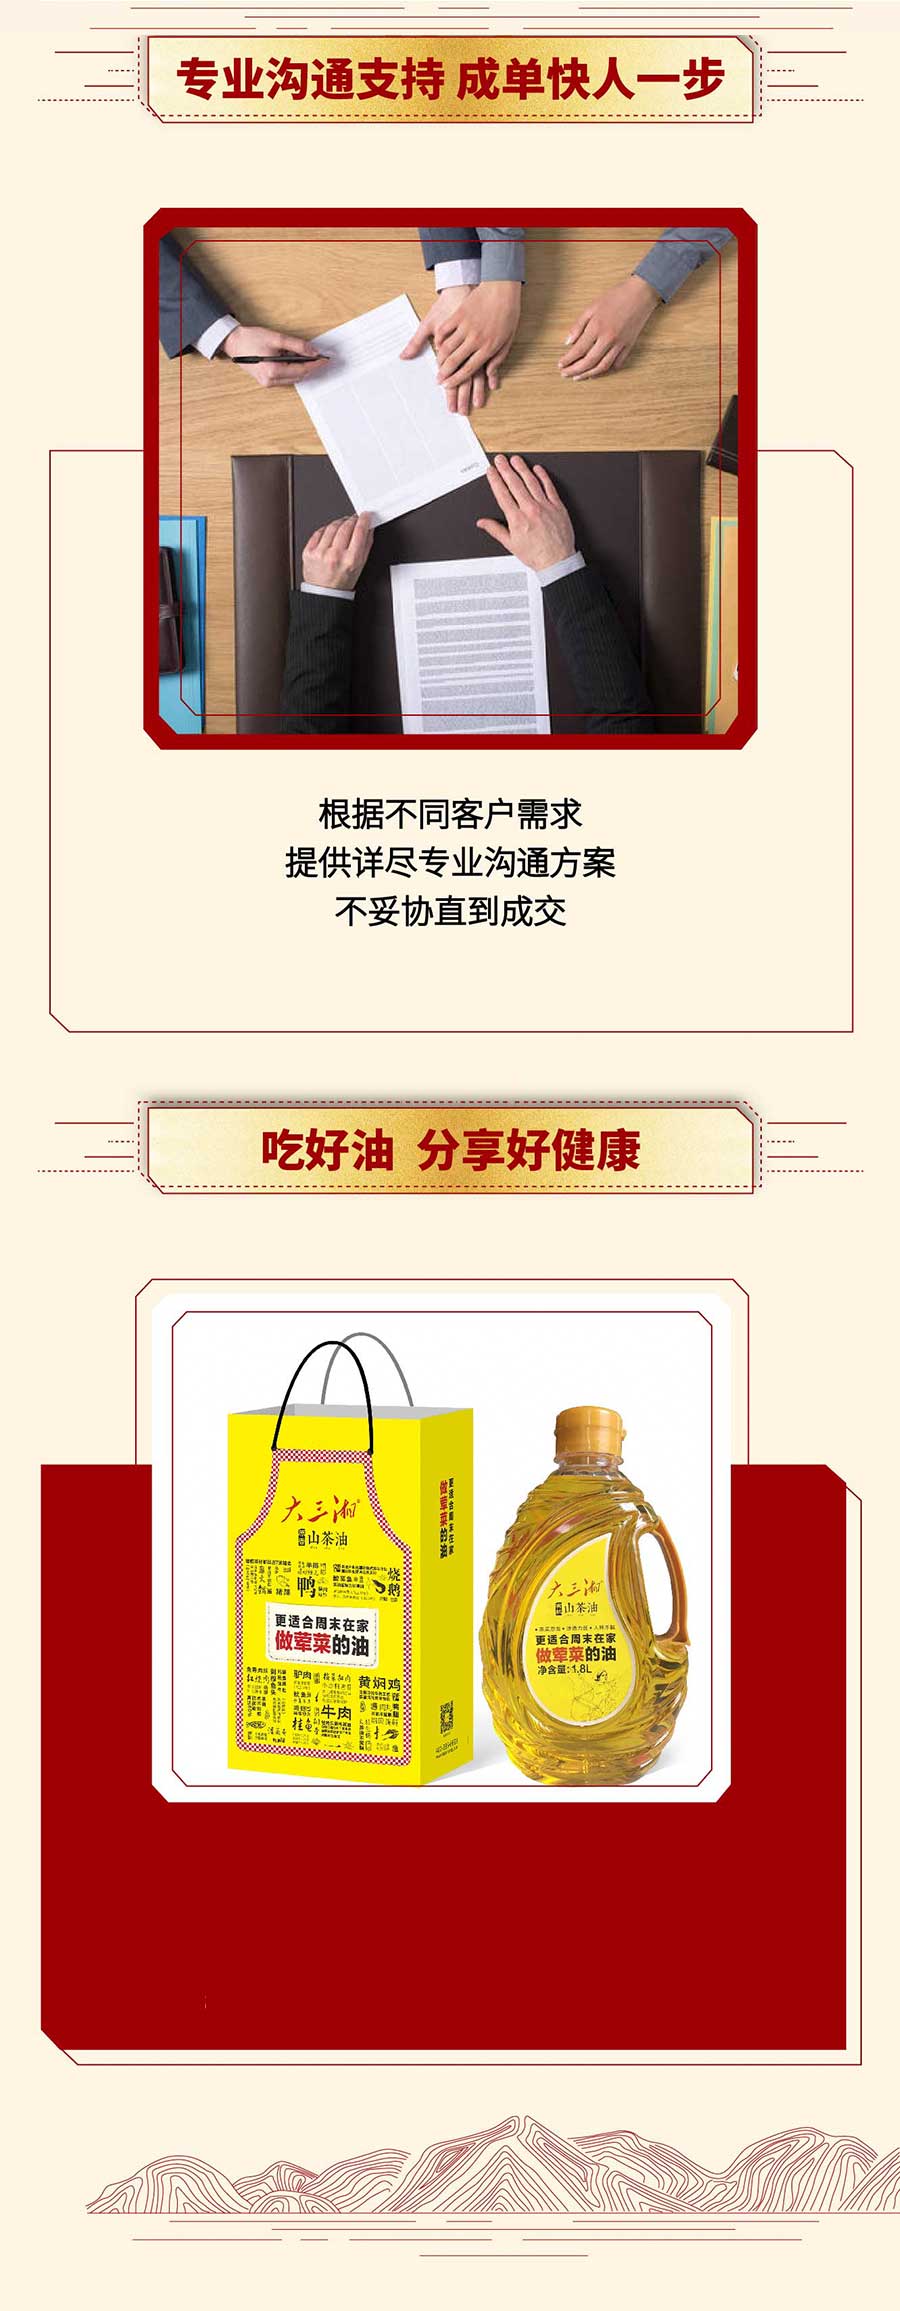 专业沟通支持 成单快人一步
根据不同客户需求
提供详尽专业沟通方案
不妥协直到成交
吃好油 分享好健康
大三湘
山茶油
鸭
烧鹅
更适合周末在家
做荤菜的油
驴肉
黄焖鸡
牛肉
更适合周末在家
做荤菜的油
大三湘
山茶油
更适合周末在家
做荤菜的油
净含量:1.8L